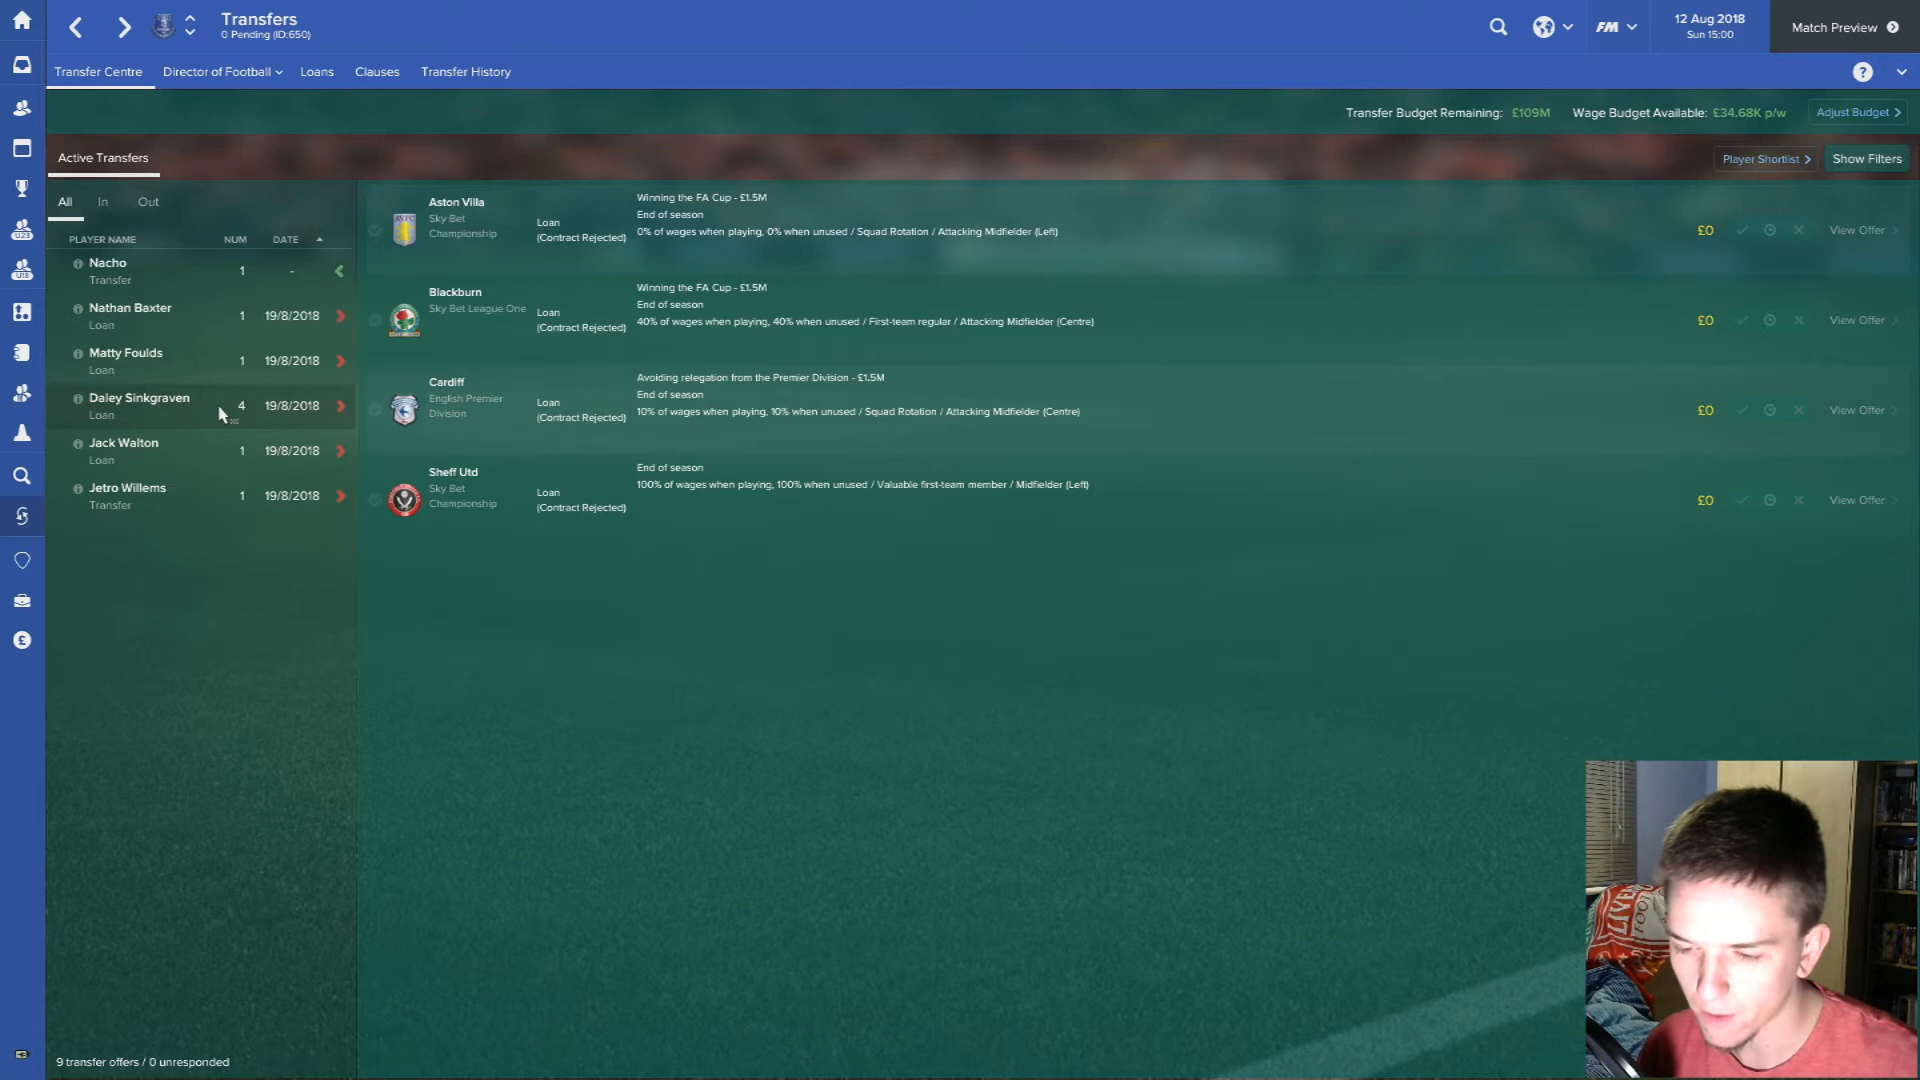 Transfers
0 Pending (ID:650)
FM
12 Aug 2018
Sun 15:00
Match Preview
Transfer Centre
Director of Football
Loans
Clauses
Transfer History
?
Transfer Budget Remaining: £109M
Wage Budget Available: £34.68K p/w
Adjust Budget >
Active Transfers
Player Shortlist >
Show Filters
All
In
Out
PLAYER NAME
NUM
DATE
Nacho
Transfer
1
-
Nathan Baxter
Loan
1
19/8/2018
Matty Foulds
Loan
1
19/8/2018
Daley Sinkgraven
Loan
4
19/8/2018
Jack Walton
Loan
1
19/8/2018
Jetro Willems
Transfer
1
19/8/2018
Aston Villa
Sky Bet
Championship
Loan
(Contract Rejected)
Winning the FA Cup - £1.5M
End of season
0% of wages when playing, 0% when unused / Squad Rotation / Attacking Midfielder (Left)
£0
View Offer >
Blackburn
Sky Bet League One
Loan
(Contract Rejected)
Winning the FA Cup - £1.5M
End of season
40% of wages when playing, 40% when unused / First-team regular / Attacking Midfielder (Centre)
£0
View Offer >
Cardiff
English Premier
Division
Loan
(Contract Rejected)
Avoiding relegation from the Premier Division - £1.5M
End of season
10% of wages when playing, 10% when unused / Squad Rotation / Attacking Midfielder (Centre)
£0
View Offer >
Sheff Utd
Sky Bet
Championship
Loan
(Contract Rejected)
End of season
100% of wages when playing, 100% when unused / Valuable first-team member / Midfielder (Left)
£0
View Offer >
U23
U18
£
9 transfer offers / 0 unresponded